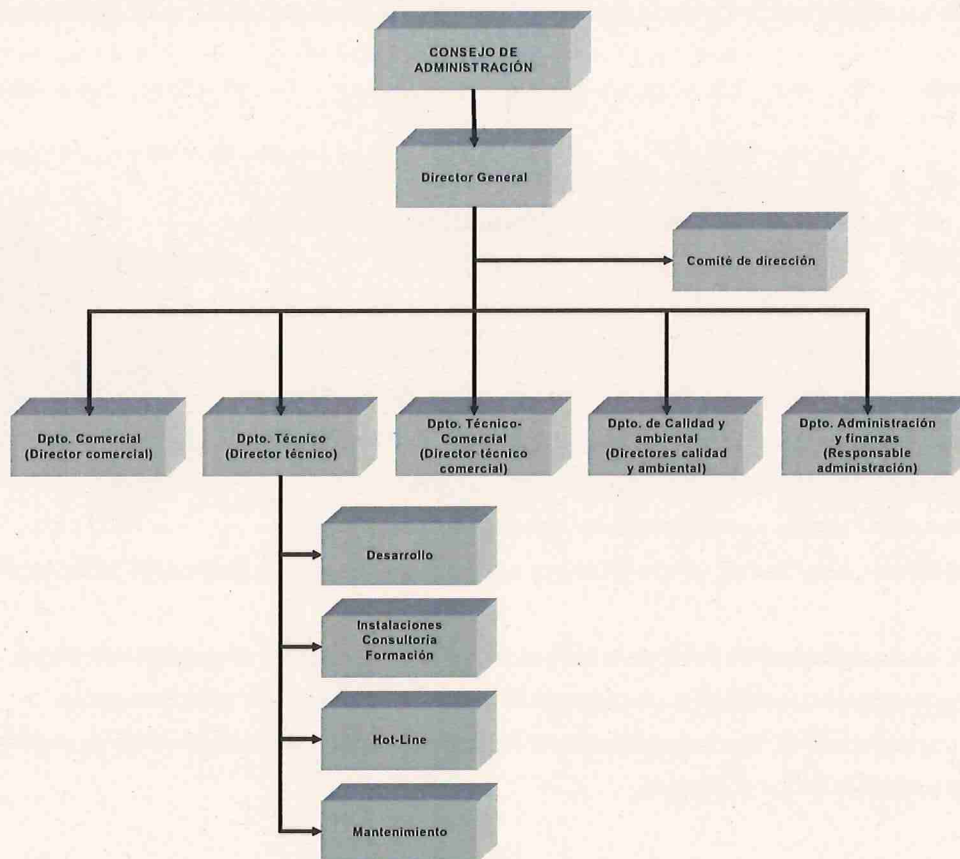 CONSEJO DE
ADMINISTRACIÓN
Director General
Comité de dirección
Dpto. Comercial
(Director comercial)
Dpto. Técnico
(Director técnico)
Dpto. Técnico-
Comercial
(Director técnico
comercial)
Dpto. de Calidad y
ambiental
(Directores calidad
y ambiental)
Dpto. Administración
y finanzas
(Responsable
administración)
Desarrollo
Instalaciones
Consultoría
Formación
Hot-Line
Mantenimiento